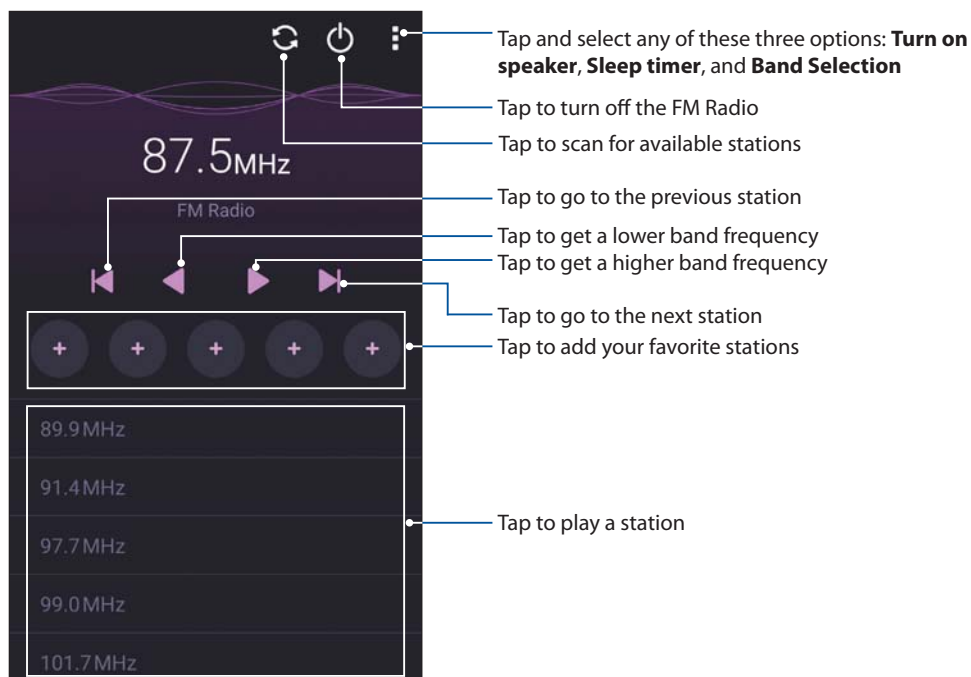 Tap and select any of these three options: Turn on
speaker, Sleep timer, and Band Selection
Tap to turn off the FM Radio
Tap to scan for available stations
87.5MHz
FM Radio
Tap to go to the previous station
Tap to get a lower band frequency
Tap to get a higher band frequency
Tap to go to the next station
Tap to add your favorite stations
89.9MHz
91.4MHz
97.7MHz
99.0MHz
101.7MHz
Tap to play a station